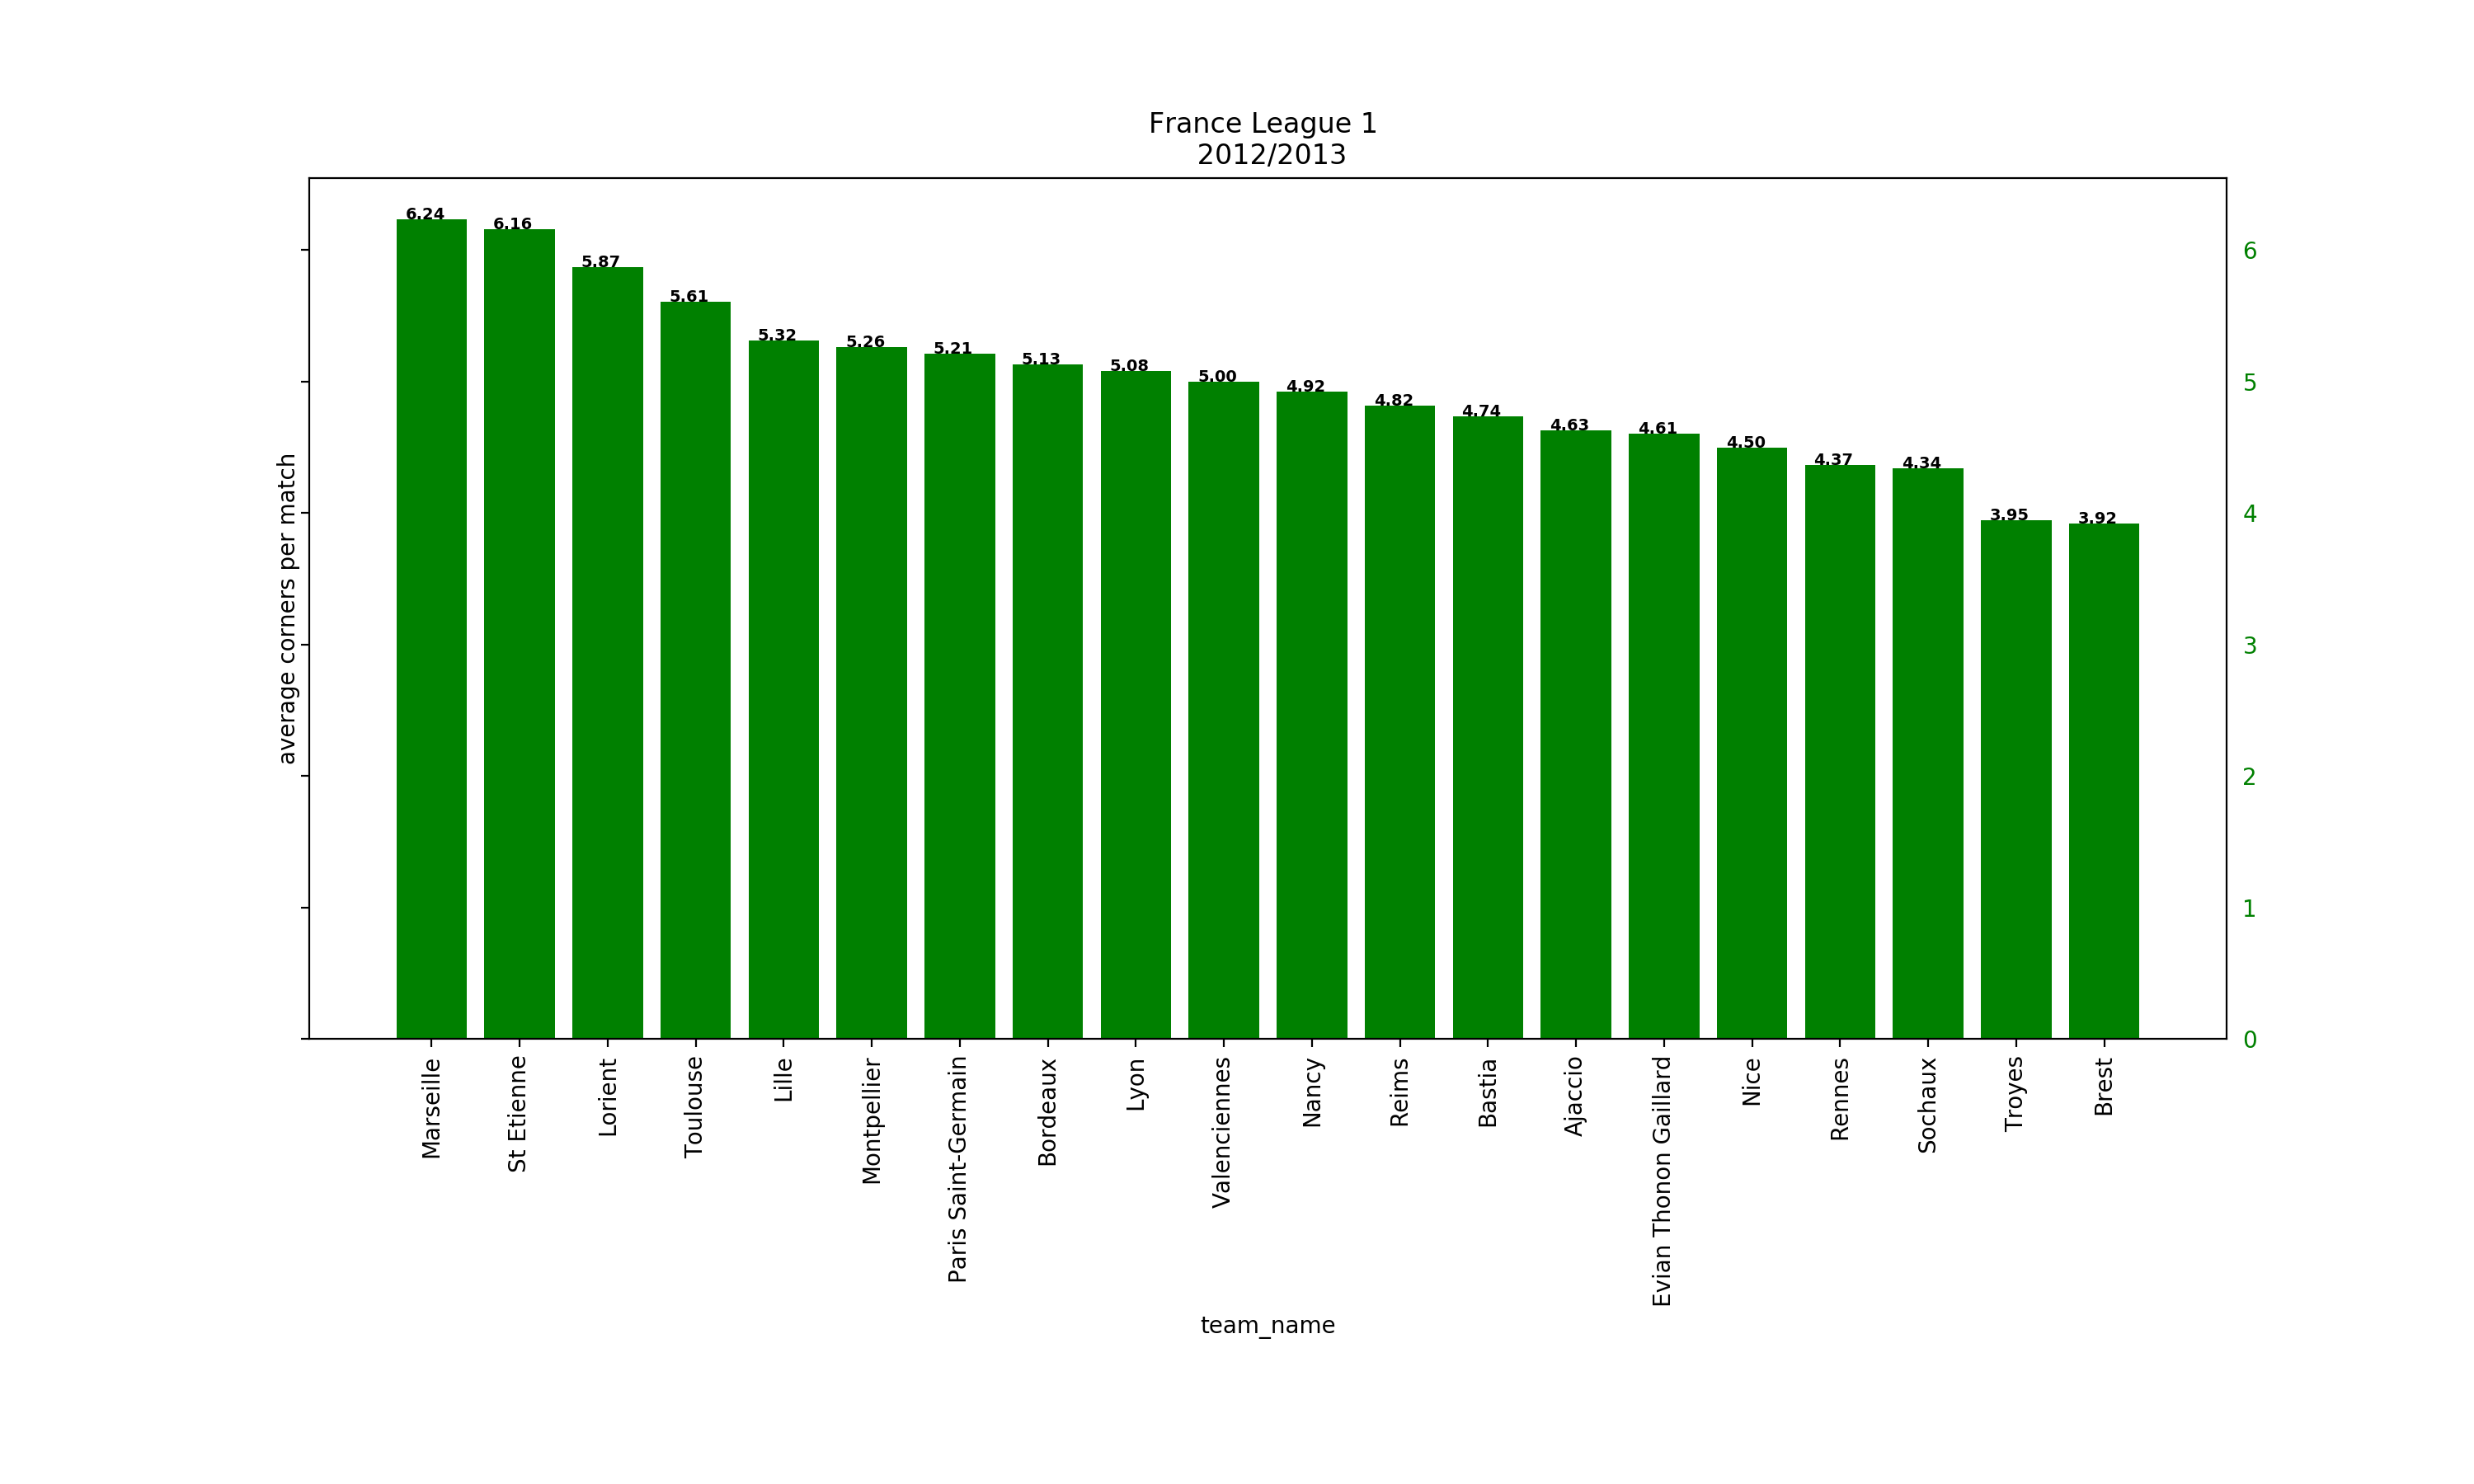 France League 1
2012/2013
average corners per match
6.24
6.16
5.87
5.61
5.32
5.26
5.21
5.13
5.08
5.00
4.92
4.82
4.74
4.63
4.61
4.50
4.37
4.34
3.95
3.92
6
5
4
3
2
1
0
Marseille
St Etienne
Lorient
Toulouse
Lille
Montpellier
Paris Saint-Germain
Bordeaux
Lyon
Valenciennes
Nancy
Reims
Bastia
Ajaccio
Evian Thonon Gaillard
Nice
Rennes
Sochaux
Troyes
Brest
team_name